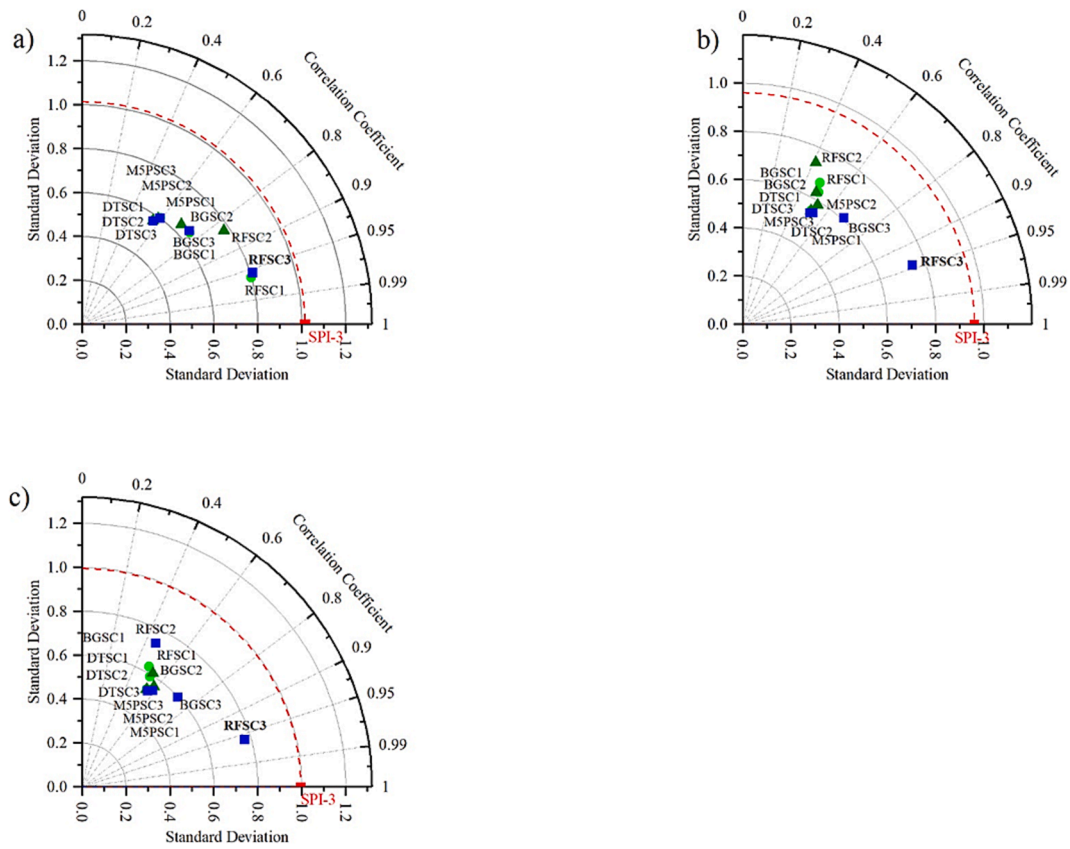 a)
0
0.2
0.4
0.6
0.8
0.9
0.95
0.99
1
Correlation Coefficient
1.2
1.0
0.8
0.6
0.4
0.2
0.0
Standard Deviation
M5PSC3
M5PSC2
M5PSC1
DTSC1
DTSC2
DTSC3
BGSC2
BGSC3
BGSC1
RFSC2
RFSC3
RFSC1
SPI-3
0.0
0.2
0.4
0.6
0.8
1.0
1.2
Standard Deviation
b)
0
0.2
0.4
0.6
0.8
0.9
0.95
0.99
1
Correlation Coefficient
1.0
0.8
0.6
0.4
0.2
0.0
Standard Deviation
RFSC2
BGSC1
RFSC1
BGSC2
DTSC1
M5PSC2
DTSC3
M5PSC3
BGSC3
DTSC2
M5PSC1
RFSC3
SPI-3
0.0
0.2
0.4
0.6
0.8
1.0
Standard Deviation
c)
0
0.2
0.4
0.6
0.8
0.9
0.95
0.99
1
Correlation Coefficient
1.2
1.0
0.8
0.6
0.4
0.2
0.0
Standard Deviation
RFSC2
BGSC1
RFSC1
DTSC1
BGSC2
DTSC2
DTSC3
M5PSC3
BGSC3
M5PSC2
M5PSC1
RFSC3
SPI-3
0.0
0.2
0.4
0.6
0.8
1.0
1.2
Standard Deviation